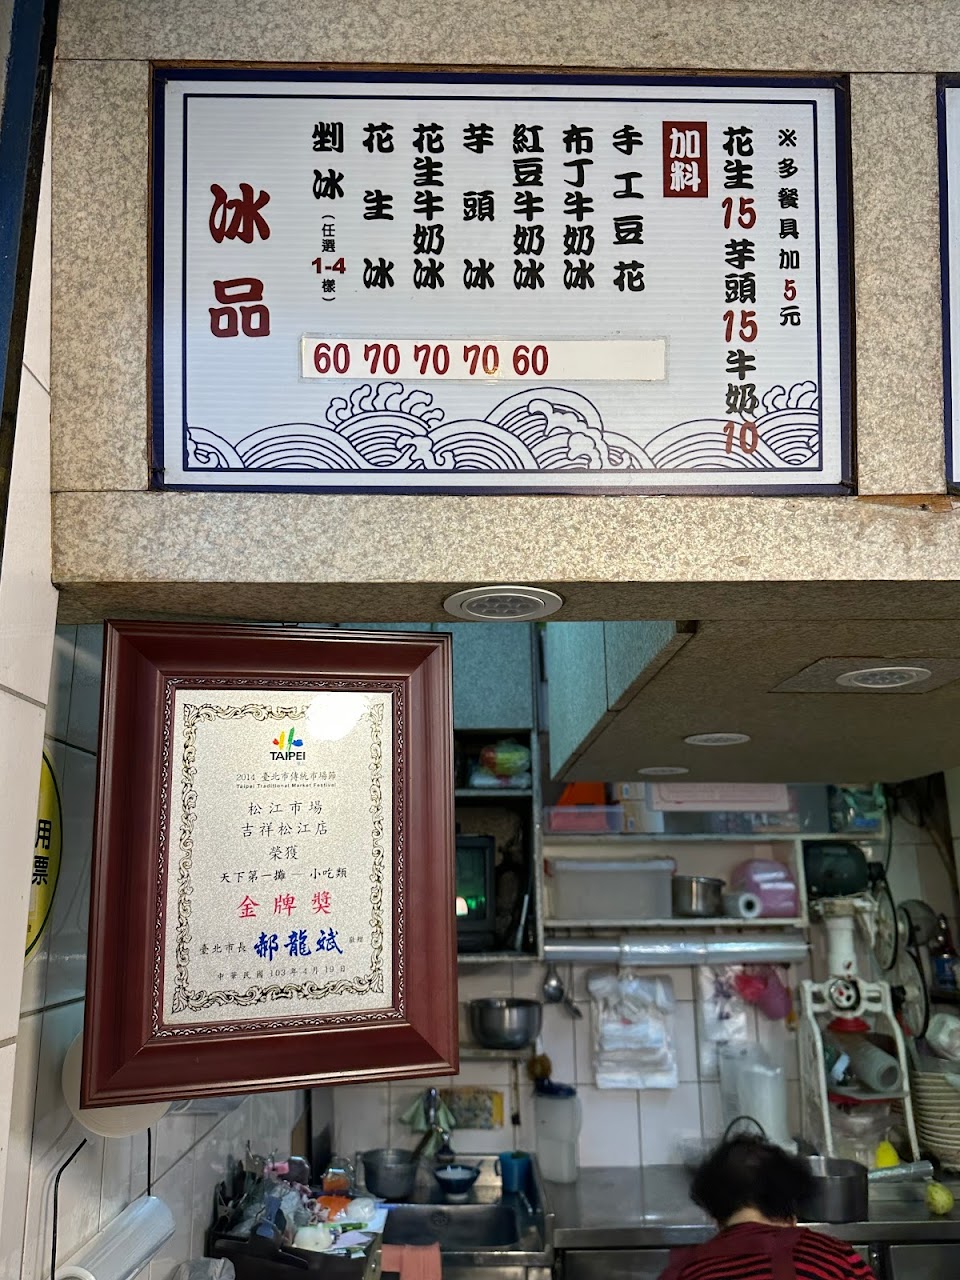 冰品
剉冰(任選1-4樣)
花生冰
花生牛奶冰
芋頭冰
紅豆牛奶冰
布丁牛奶冰
手工豆花
60 70 70 70 60
加料
花生15芋頭15牛奶10
※多餐具加5元
TAIPEI
2014 臺北市傳統市場節
Taipei Traditional Market Festival
松江市場
吉祥松江店
榮獲
天下第一攤－小吃類
金牌獎
臺北市長 郝龍斌
中華民國103年4月19日
用
票